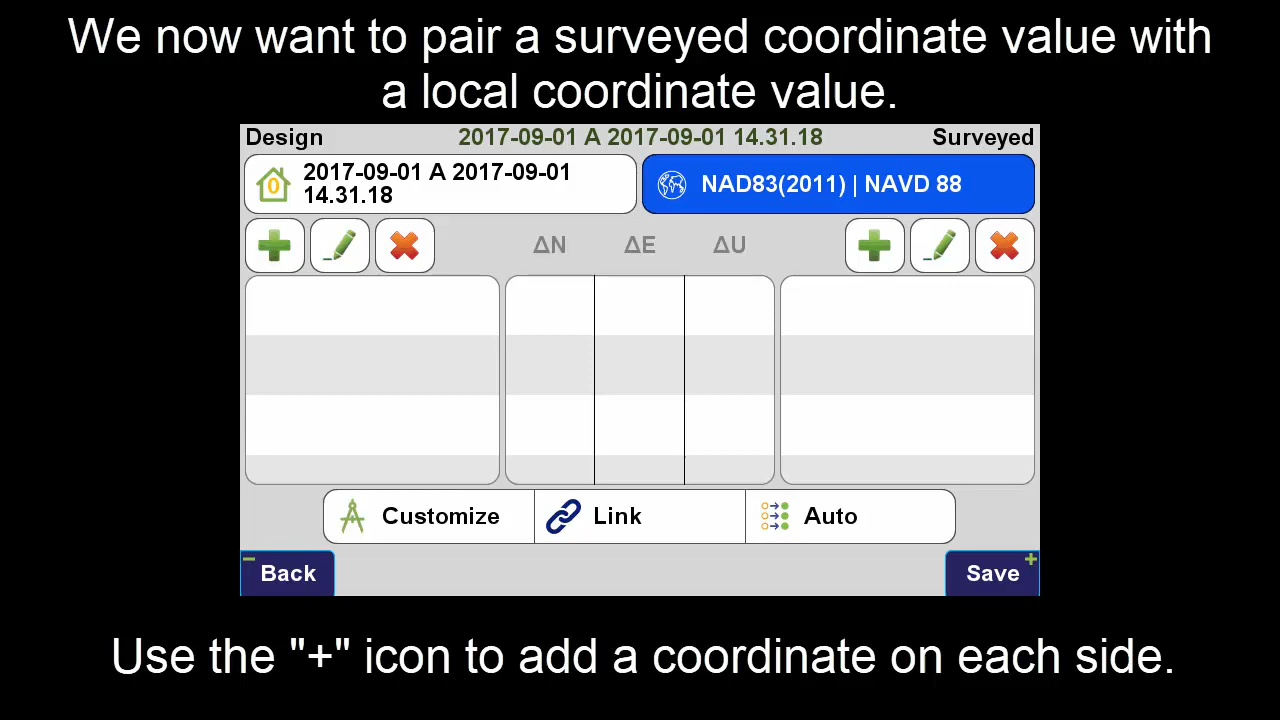 We now want to pair a surveyed coordinate value with
a local coordinate value.
Design 2017-09-01 A 2017-09-01 14.31.18 Surveyed
0 2017-09-01 A 2017-09-01
14.31.18
NAD83(2011) | NAVD 88
ΔN ΔE ΔU
Customize Link Auto
Back Save
Use the "+" icon to add a coordinate on each side.